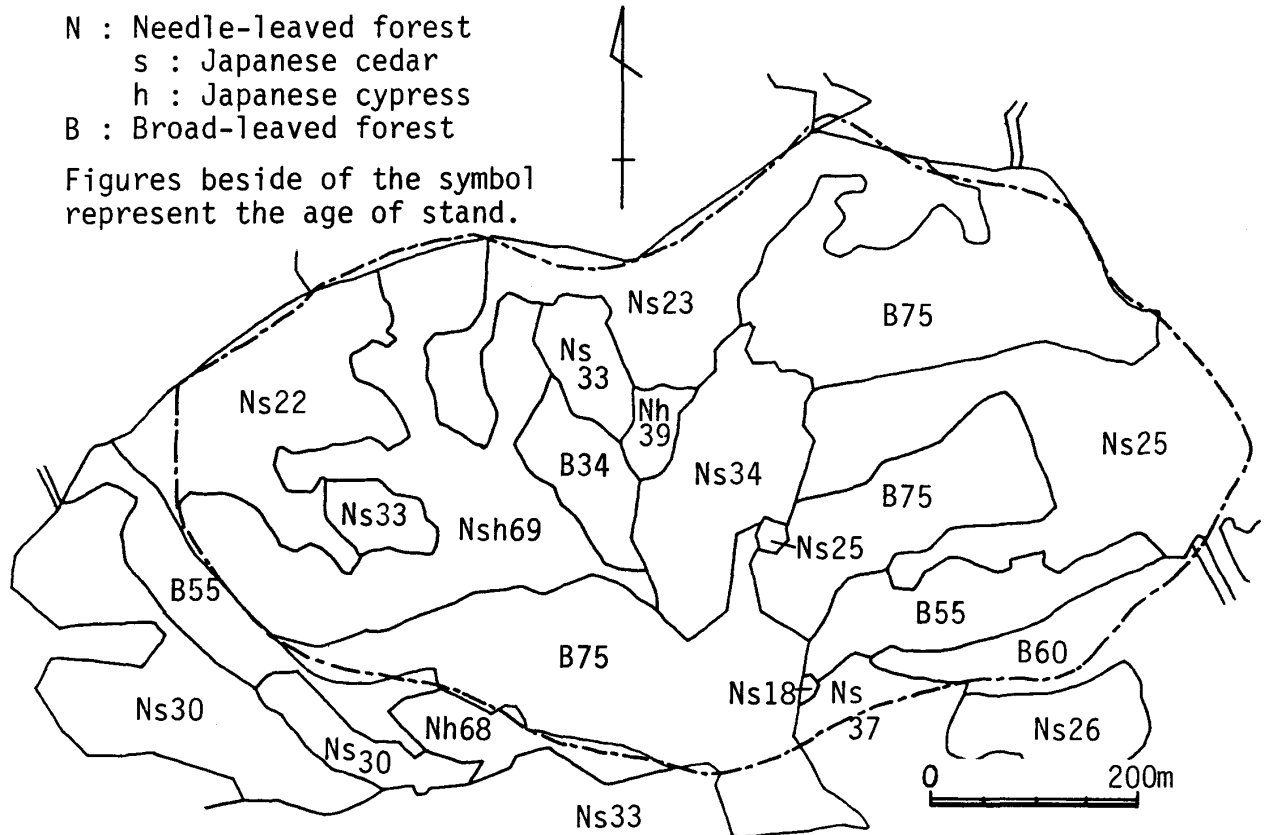 N : Needle-leaved forest
s : Japanese cedar
h : Japanese cypress
B : Broad-leaved forest
Figures beside of the symbol
represent the age of stand.
Ns23
B75
Ns
33
Ns22
Nh
39
Ns25
B34
Ns34
B75
Ns33
Nsh69
Ns25
B55
B55
B75
B60
Ns18
Ns
37
Ns30
Nh68
Ns26
Ns30
0 200m
Ns33